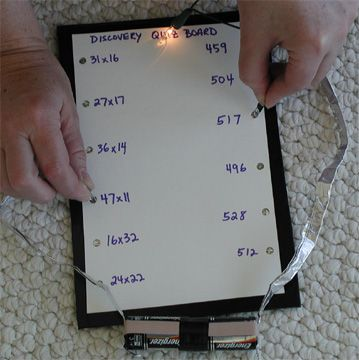 DISCOVERY QUIZ BOARD
31x16 459
27x17 504
36x14 517
47x11 496
16x32 528
24x22 512
Energizer
Energizer